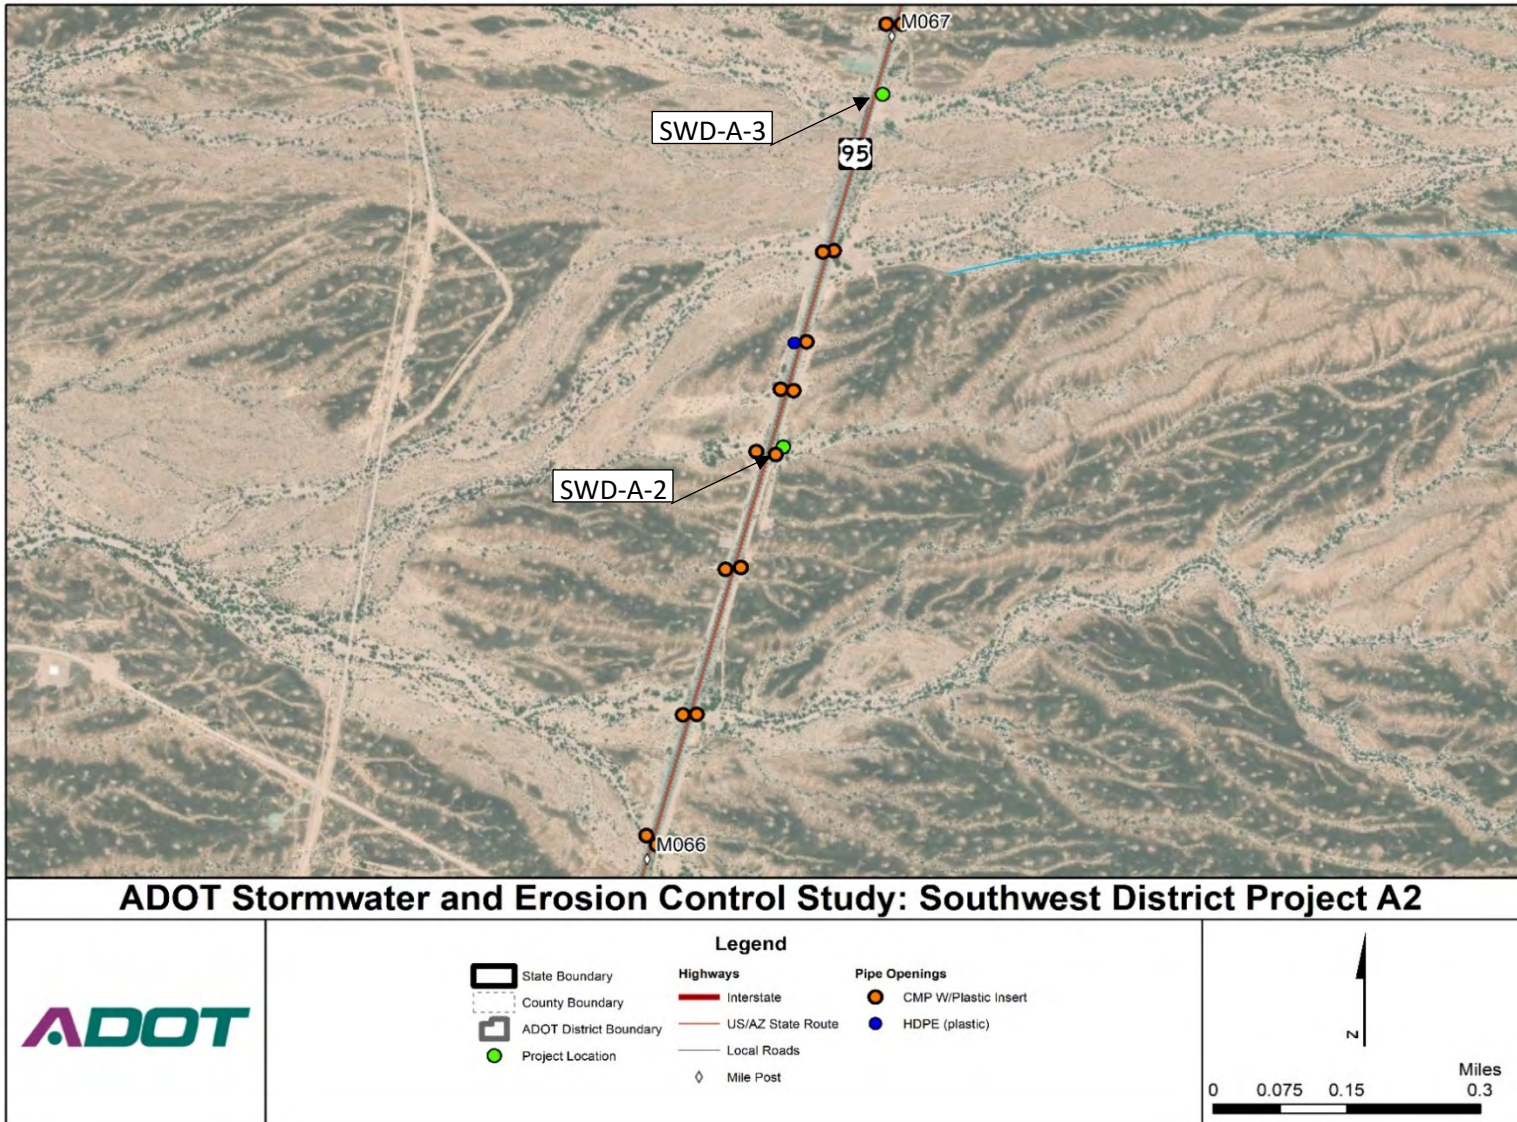 M067
SWD-A-3
95
SWD-A-2
M066
ADOT Stormwater and Erosion Control Study: Southwest District Project A2
ADOT
Legend
State Boundary
County Boundary
ADOT District Boundary
Project Location
Highways
Interstate
US/AZ State Route
Local Roads
Mile Post
Pipe Openings
CMP W/Plastic Insert
HDPE (plastic)
N
Miles
0 0.075 0.15 0.3